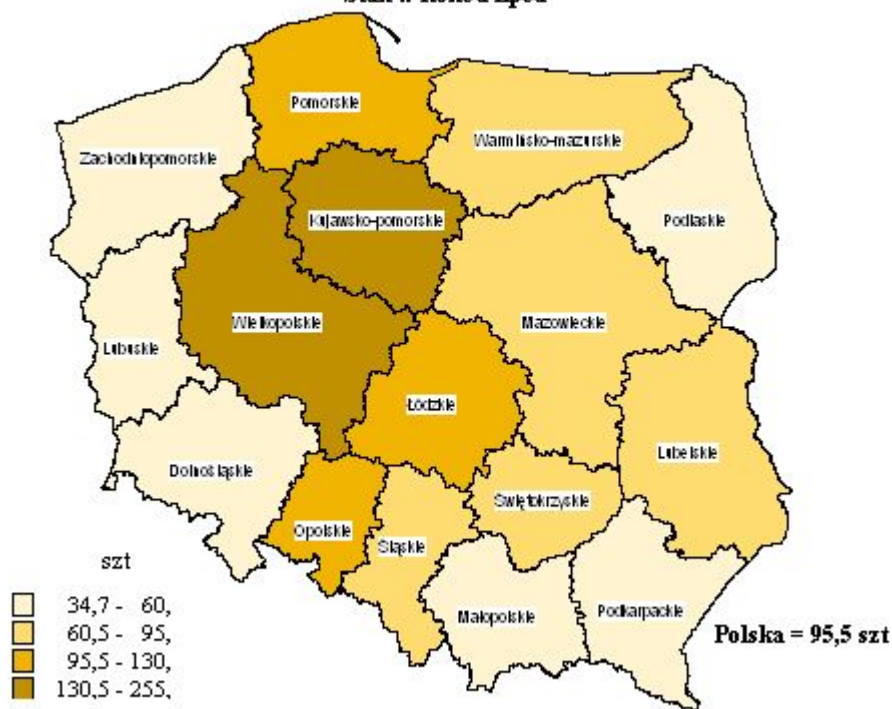 Pomorskie
Warmińsko-mazurskie
Zachodniopomorskie
Kujawsko-pomorskie
Podlaskie
Wielkopolskie
Mazowieckie
Lubuskie
Łódzkie
Lubelskie
Dolnośląskie
Świętokrzyskie
Opolskie
Śląskie
Małopolskie
Podkarpackie
szt
34,7 - 60,
60,5 - 95,
95,5 - 130,
130,5 - 255,
Polska = 95,5 szt